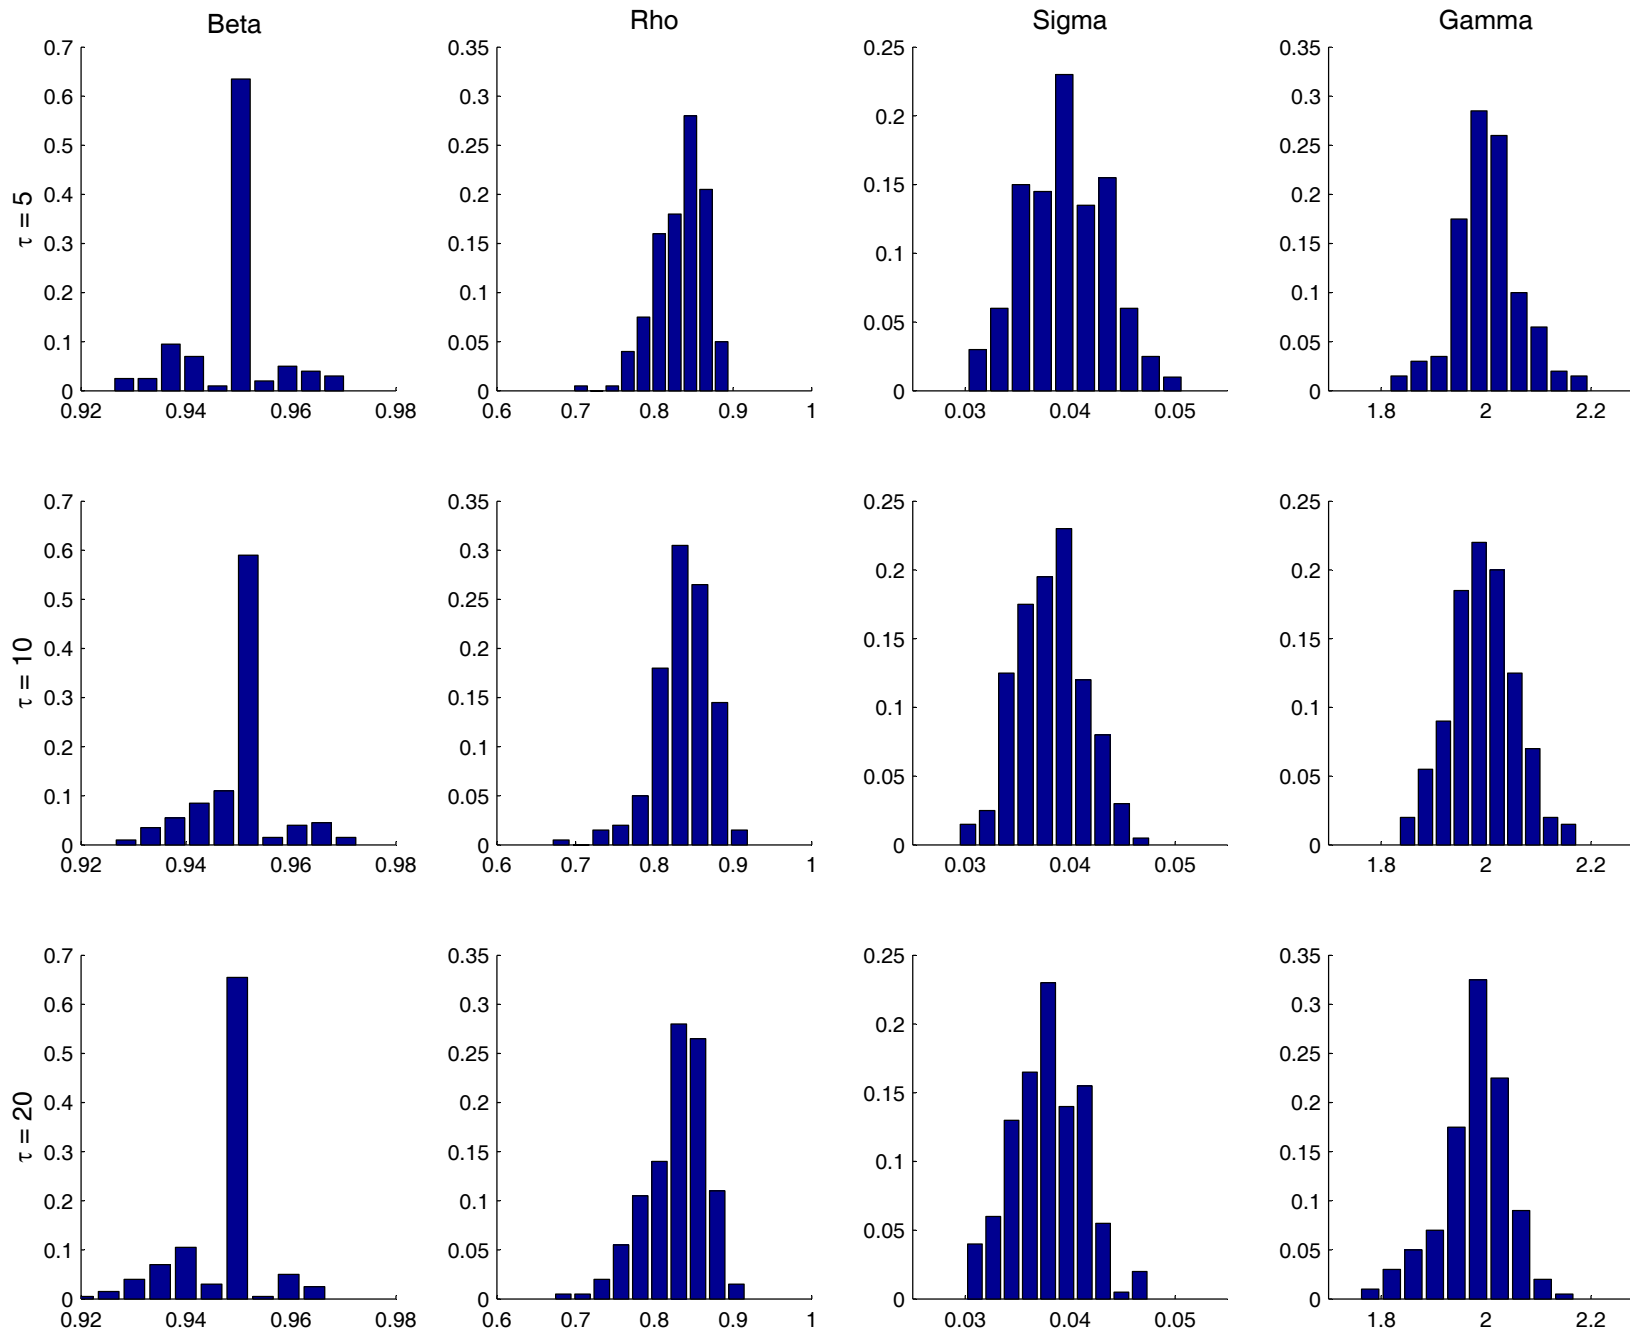 Beta Rho Sigma Gamma
0.7 0.35 0.25 0.35
0.6 0.3 0.2 0.3
0.5 0.25 0.15 0.25
0.4 0.2 0.1 0.2
0.3 0.15 0.05 0.15
0.2 0.1 0 0.1
0.1 0.05 0.05
0 0 0
τ = 5
0.92 0.94 0.96 0.98 0.6 0.7 0.8 0.9 1 0.03 0.04 0.05 1.8 2 2.2
0.7 0.35 0.25 0.25
0.6 0.3 0.2 0.2
0.5 0.25 0.15 0.15
0.4 0.2 0.1 0.1
0.3 0.15 0.05 0.05
0.2 0.1 0 0
0.1 0.05
0 0
τ = 10
0.92 0.94 0.96 0.98 0.6 0.7 0.8 0.9 1 0.03 0.04 0.05 1.8 2 2.2
0.7 0.35 0.25 0.35
0.6 0.3 0.2 0.3
0.5 0.25 0.15 0.25
0.4 0.2 0.1 0.2
0.3 0.15 0.05 0.15
0.2 0.1 0 0.1
0.1 0.05 0.05
0 0 0
τ = 20
0.92 0.94 0.96 0.98 0.6 0.7 0.8 0.9 1 0.03 0.04 0.05 1.8 2 2.2